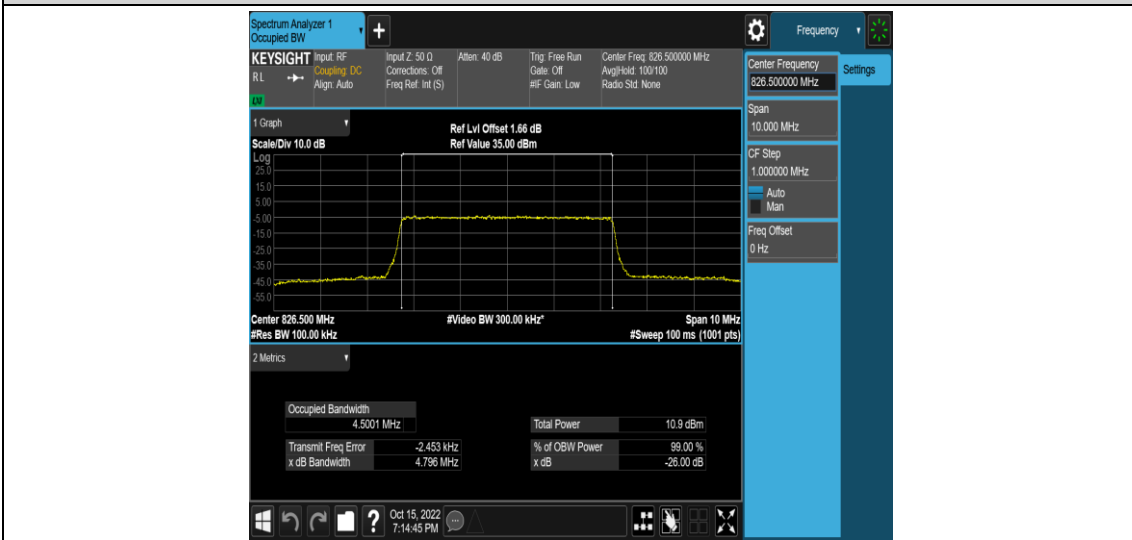 Spectrum Analyzer 1
Occupied BW
+
Frequency
KEYSIGHT
R L
LXI
Input: RF
Coupling: DC
Align: Auto
Input Z: 50 Ω
Corrections: Off
Freq Ref: Int (S)
Atten: 40 dB
Trig: Free Run
Gate: Off
#IF Gain: Low
Center Freq: 826.500000 MHz
Avg|Hold: 100/100
Radio Std: None
Center Frequency
826.500000 MHz
Settings
Span
10.000 MHz
CF Step
1.000000 MHz
Auto
Man
Freq Offset
0 Hz
1 Graph
Ref Lvl Offset 1.66 dB
Scale/Div 10.0 dB
Ref Value 35.00 dBm
Log
25.0
15.0
5.00
-5.00
-15.0
-25.0
-35.0
-45.0
-55.0
Center 826.500 MHz
#Video BW 300.00 kHz*
Span 10 MHz
#Res BW 100.00 kHz
#Sweep 100 ms (1001 pts)
2 Metrics
Occupied Bandwidth
4.5001 MHz
Total Power 10.9 dBm
Transmit Freq Error -2.453 kHz
% of OBW Power 99.00 %
x dB Bandwidth 4.796 MHz
x dB -26.00 dB
?
Oct 15, 2022
7:14:45 PM